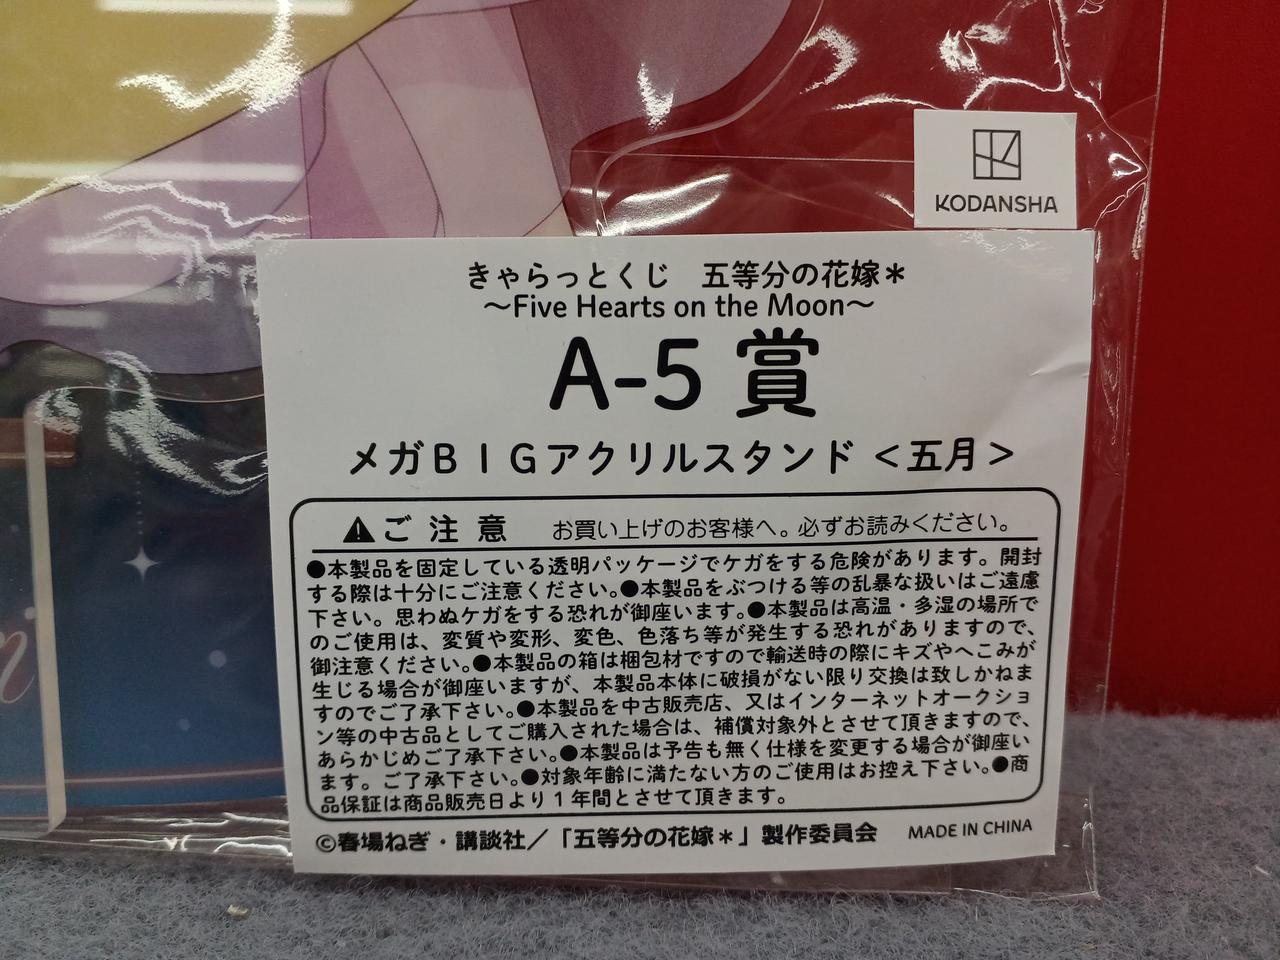 KODANSHA
きゃらっとくじ 五等分の花嫁＊
～Five Hearts on the Moon～
A-5 賞
メガＢＩＧアクリルスタンド＜五月＞
ご注意 お買い上げのお客様へ。必ずお読みください。
●本製品を固定している透明パッケージでケガをする危険があります。開封
する際は十分にご注意ください。●本製品をぶつける等の乱暴な扱いはご遠慮
下さい。思わぬケガをする恐れが御座います。●本製品は高温・多湿の場所で
のご使用は、変質や変形、変色、色落ち等が発生する恐れがありますので、
御注意ください。●本製品の箱は梱包材ですので輸送時の際にキズやへこみが
生じる場合が御座いますが、本製品本体に破損がない限り交換は致しかねま
すのでご了承下さい。●本製品を中古販売店、又はインターネットオークショ
ン等の中古品としてご購入された場合は、補償対象外とさせて頂きますので、
あらかじめご了承下さい。●本製品は予告も無く仕様を変更する場合が御座い
ます。ご了承下さい。●対象年齢に満たない方のご使用はお控え下さい。●商
品保証は商品販売日より１年間とさせて頂きます。
©春場ねぎ・講談社／「五等分の花嫁＊」製作委員会 MADE IN CHINA